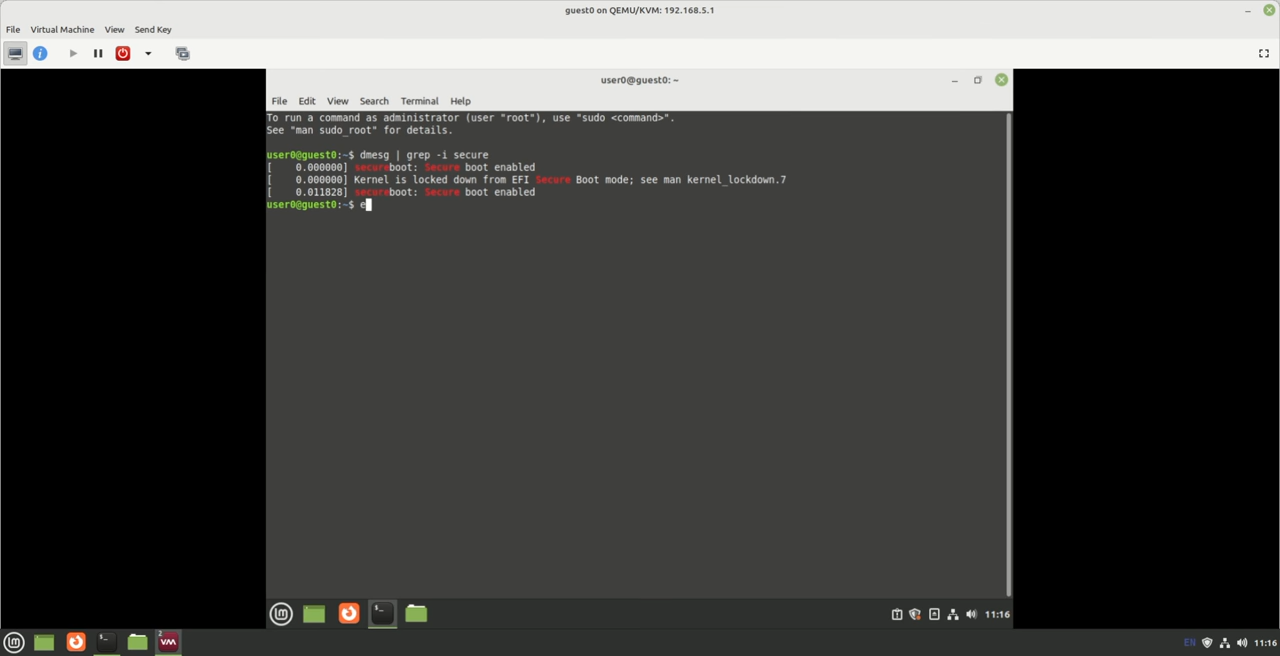 guest0 on QEMU/KVM: 192.168.5.1
File Virtual Machine View Send Key
user0@guest0: ~
File Edit View Search Terminal Help
To run a command as administrator (user "root"), use "sudo <command>".
See "man sudo_root" for details.
user0@guest0:~$ dmesg | grep -i secure
[    0.000000] secureboot: Secure boot enabled
[    0.000000] Kernel is locked down from EFI Secure Boot mode; see man kernel_lockdown.7
[    0.011828] secureboot: Secure boot enabled
user0@guest0:~$ e
11:16
2
VM
EN 11:16